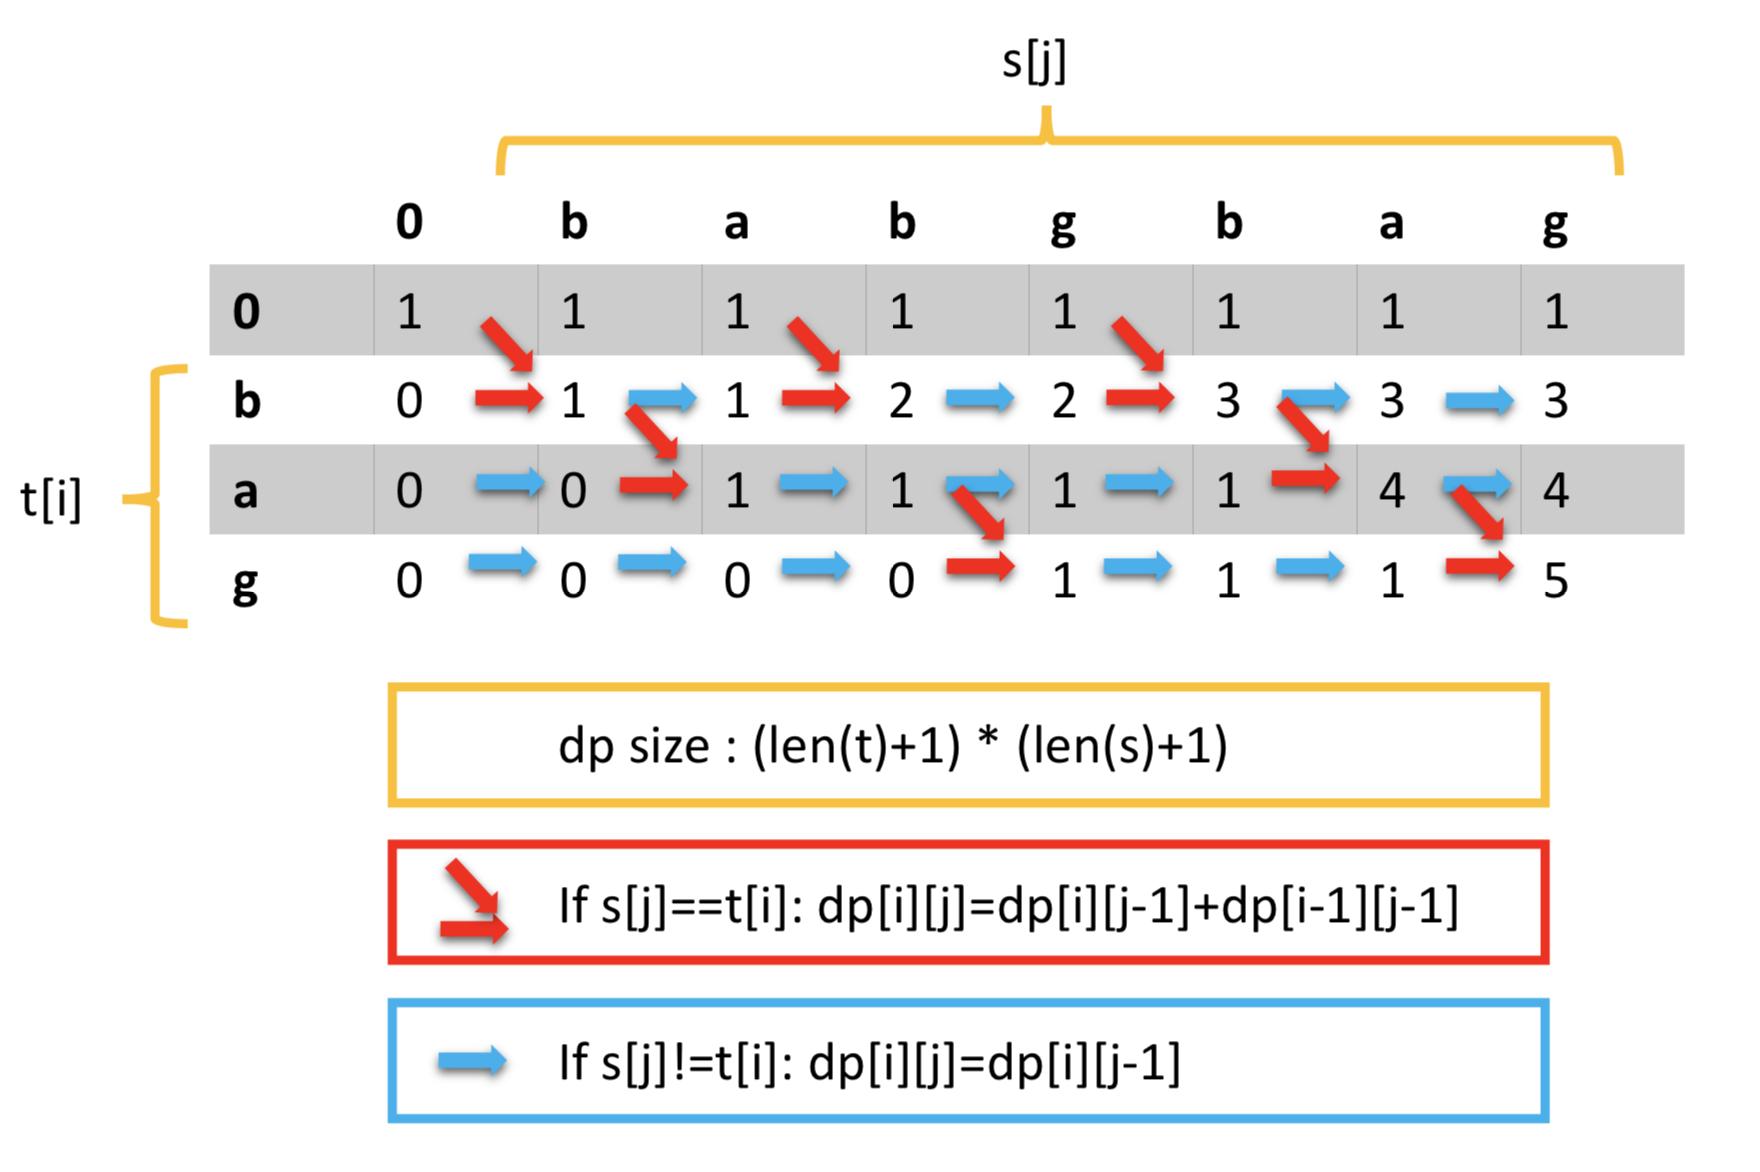 s[j]
0 b a b g b a g
0 1 1 1 1 1 1 1 1
b 0 1 1 2 2 3 3 3
t[i]
a 0 0 1 1 1 1 4 4
g 0 0 0 0 1 1 1 5
dp size : (len(t)+1) * (len(s)+1)
If s[j]==t[i]: dp[i][j]=dp[i][j-1]+dp[i-1][j-1]
If s[j]!=t[i]: dp[i][j]=dp[i][j-1]